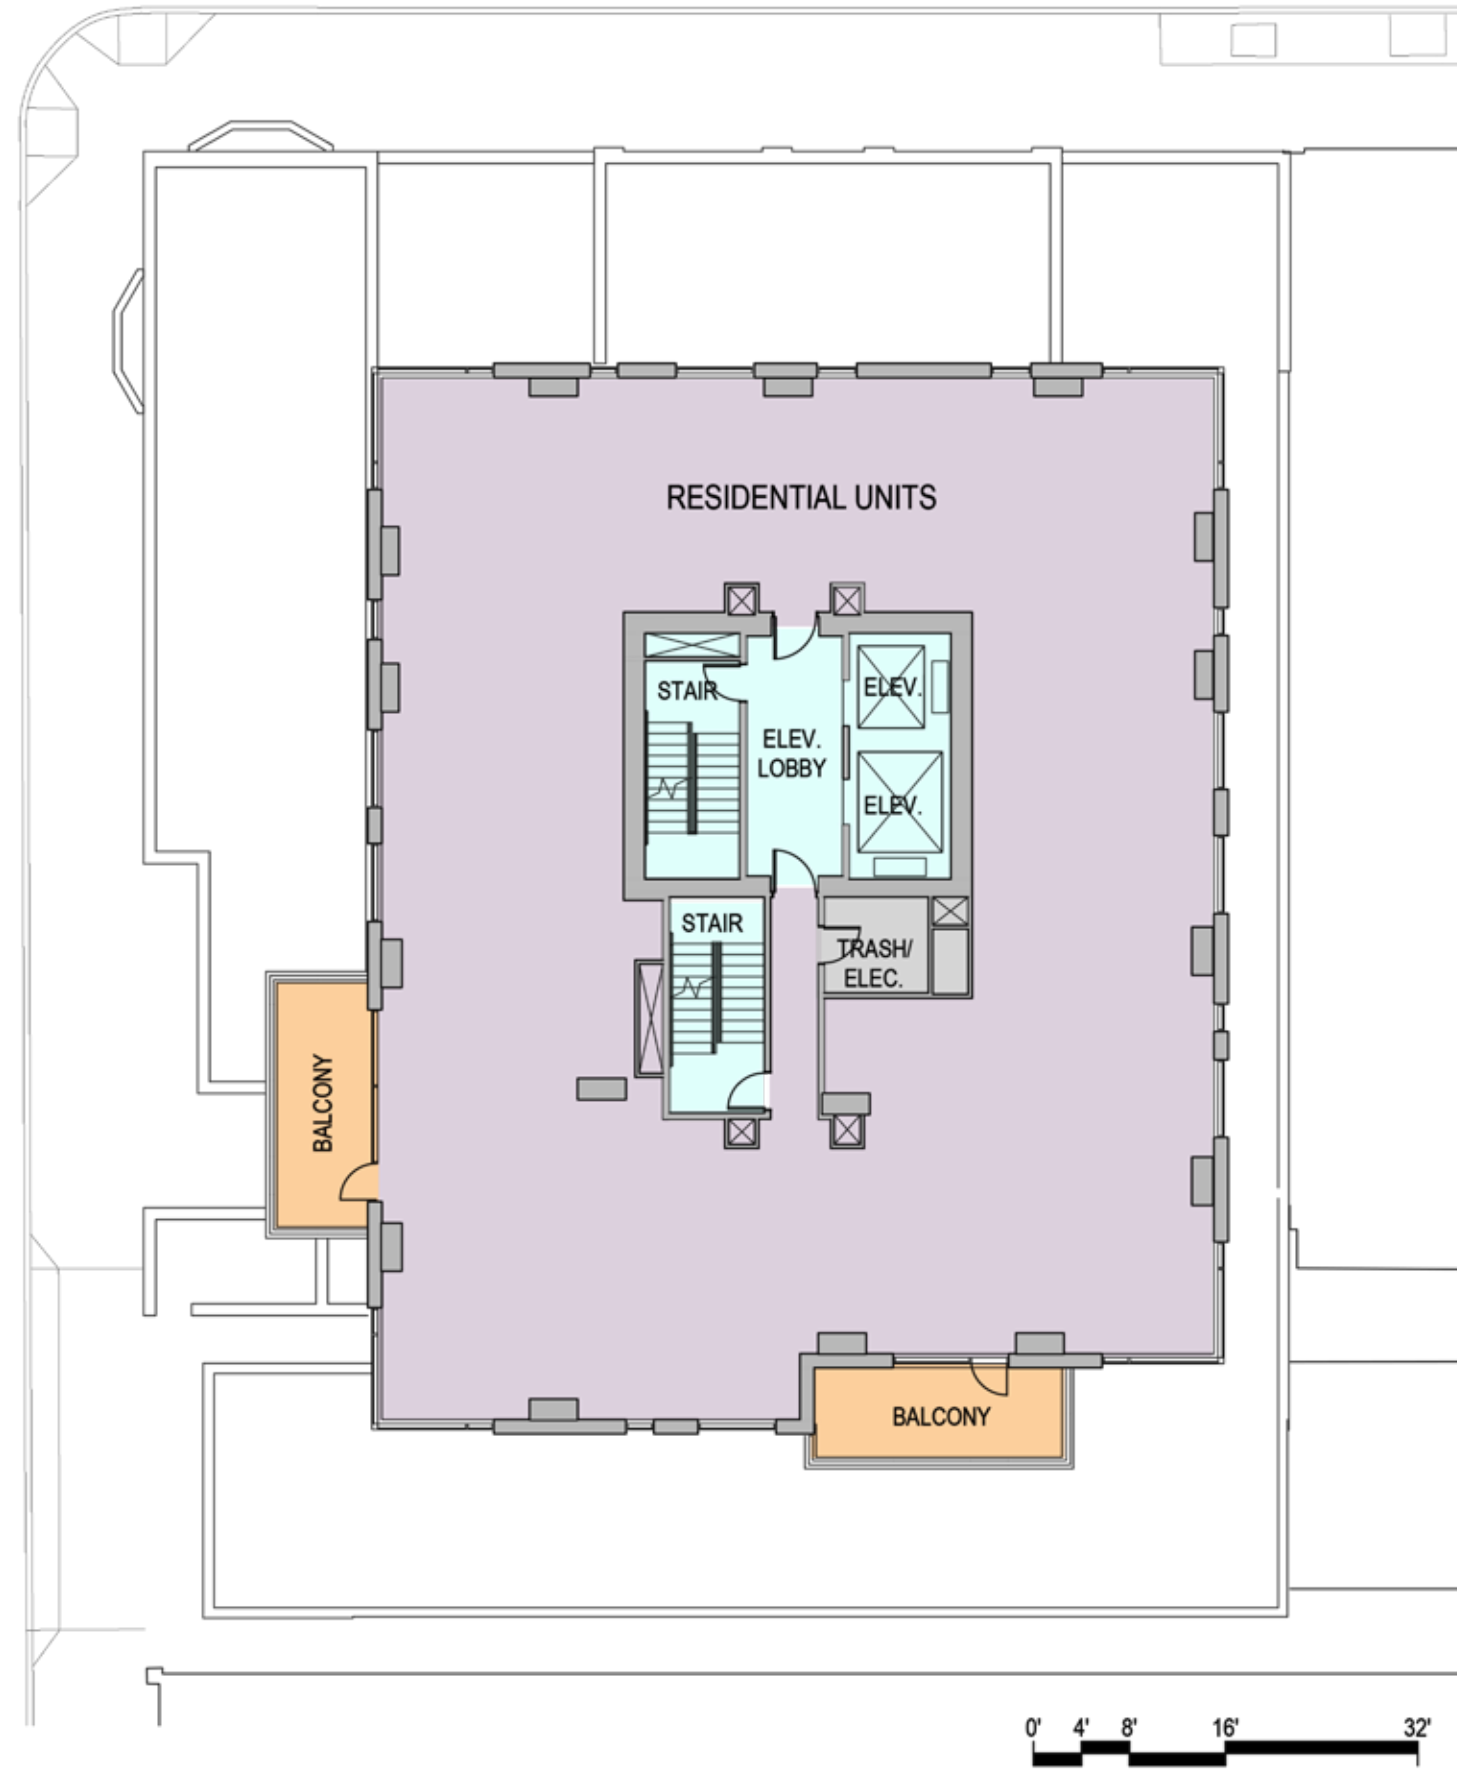 RESIDENTIAL UNITS
STAIR
ELEV.
ELEV.
LOBBY
ELEV.
STAIR
TRASH/
ELEC.
BALCONY
BALCONY
0' 4' 8' 16' 32'